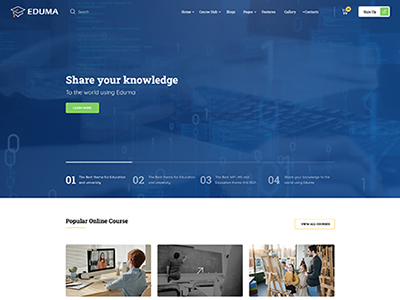 EDUMA
Search
Home
Course Hub
Blogs
Pages
Features
Gallery
Contacts
Sign Up
Share your knowledge
To the world using Eduma
LEARN MORE
01 The Best theme for Education and university
02 The Best theme for Education and university
03 The Best WP LMS and Education theme this 2021
04 Share your knowledge to the world using Eduma
Popular Online Course
VIEW ALL COURSES